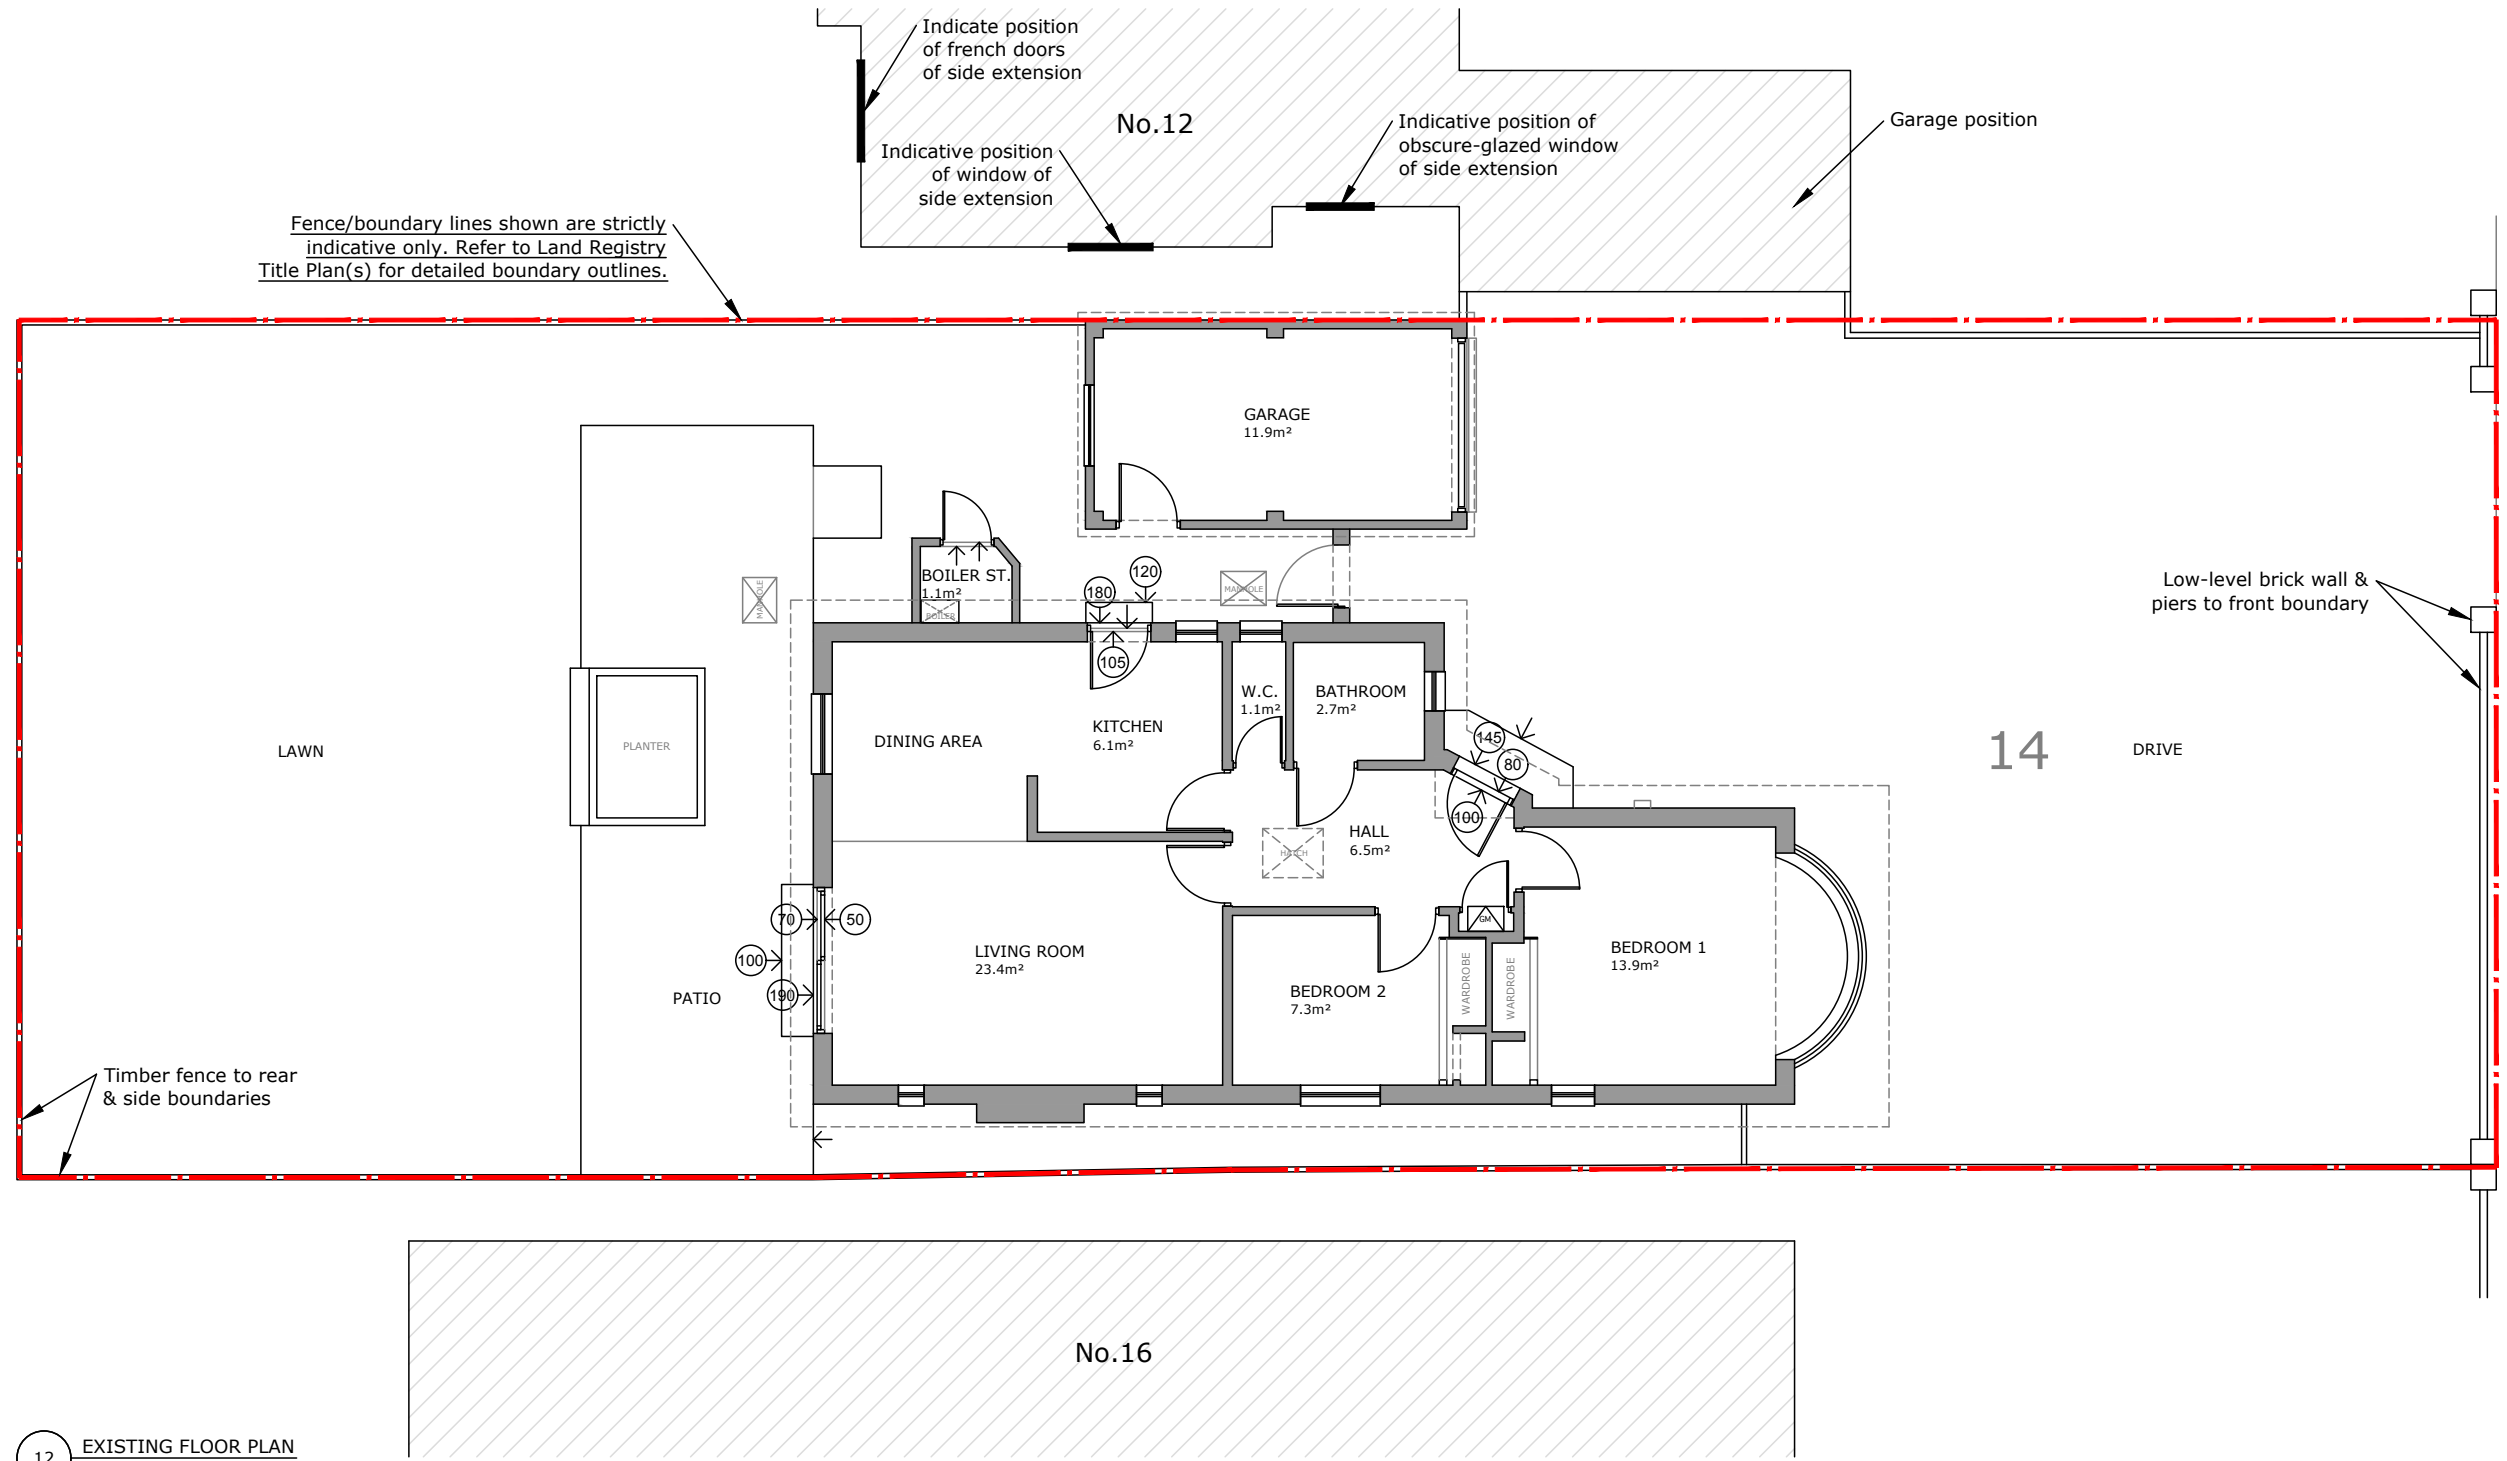 Indicate position
of french doors
of side extension
No.12
Indicative position
of window of
side extension
Indicative position of
obscure-glazed window
of side extension
Garage position
Fence/boundary lines shown are strictly
indicative only. Refer to Land Registry
Title Plan(s) for detailed boundary outlines.
GARAGE
11.9m²
BOILER ST.
1.1m²
BOILER
180
120
105
MANHOLE
MANHOLE
Low-level brick wall &
piers to front boundary
LAWN
PLANTER
DINING AREA
KITCHEN
6.1m²
W.C.
1.1m²
BATHROOM
2.7m²
145
80
100
14
DRIVE
HALL
6.5m²
HATCH
GM
70
50
100
190
LIVING ROOM
23.4m²
PATIO
BEDROOM 2
7.3m²
WARDROBE
WARDROBE
BEDROOM 1
13.9m²
Timber fence to rear
& side boundaries
No.16
12
EXISTING FLOOR PLAN